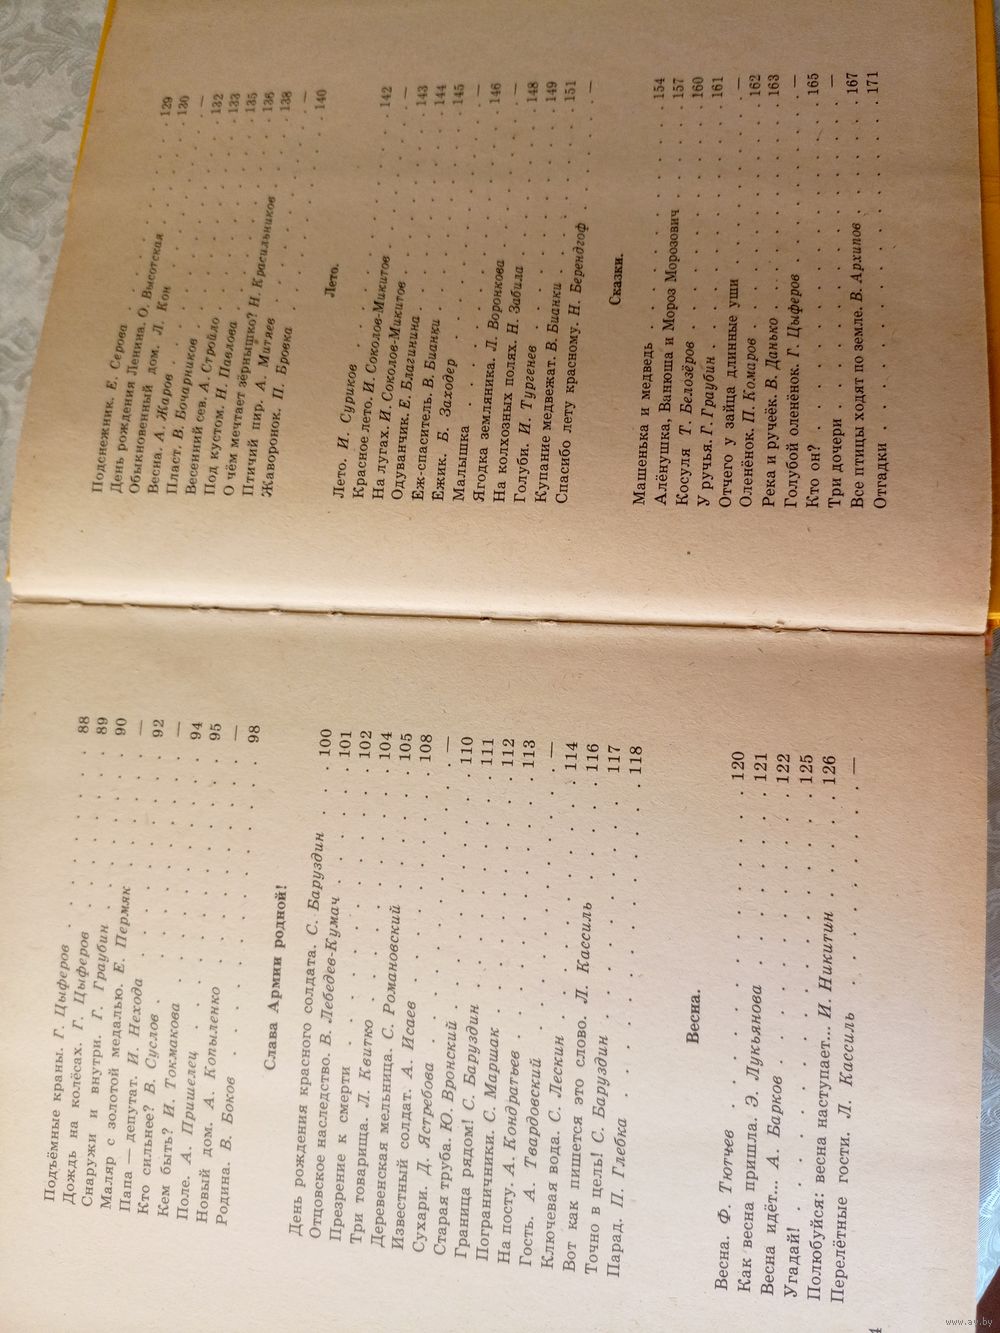 Подъёмные краны. Г. Цыферов . . . . 88
Дождь на колёсах. Г. Цыферов . . . . 89
Снаружи и внутри. Г. Граубин . . . . 90
Маляр с золотой медалью. Е. Пермяк . . . . —
Папа — депутат. И. Нехода . . . . 92
Кто сильнее? В. Суслов . . . . —
Кем быть? И. Токмакова . . . . 94
Поле. А. Пришелец . . . . 95
Новый дом. А. Копыленко . . . . —
Родина. В. Боков . . . . 98
Слава Армии родной!
День рождения красного солдата. С. Баруздин . . . . 100
Отцовское наследство. В. Лебедев-Кумач . . . . 101
Презрение к смерти . . . . 102
Три товарища. Л. Квитко . . . . 104
Деревенская мельница. С. Романовский . . . . 105
Известный солдат. А. Исаев . . . . 108
Сухари. Д. Ястребова . . . . —
Старая труба. Ю. Вронский . . . . 110
Граница рядом! С. Баруздин . . . . 111
Пограничники. С. Маршак . . . . 112
На посту. А. Кондратьев . . . . 113
Гость. А. Твардовский . . . . —
Ключевая вода. С. Лескин . . . . 114
Вот как пишется это слово. Л. Кассиль . . . . 116
Точно в цель! С. Баруздин . . . . 117
Парад. П. Глебка . . . . 118
Весна.
Весна. Ф. Тютчев . . . . 120
Как весна пришла. Э. Лукьянова . . . . 121
Весна идёт... А. Барков . . . . 122
Угадай! . . . . 125
Полюбуйся: весна наступает... И. Никитин . . . . 126
Перелётные гости. Л. Кассиль . . . . —
4
Подснежник. Е. Серова . . . . 129
День рождения Ленина. О. Высотская . . . . 130
Обыкновенный дом. Л. Кон . . . . —
Весна. А. Жаров . . . . 132
Пласт. В. Бочарников . . . . 133
Весенний сев. А. Стройло . . . . 135
Под кустом. Н. Павлова . . . . 136
О чём мечтает зёрнышко? Н. Красильников . . . . 138
Птичий пир. А. Митяев . . . . —
Жаворонок. П. Бровка . . . . 140
Лето.
Лето. И. Суриков . . . . 142
Красное лето. И. Соколов-Микитов . . . . —
На лугах. И. Соколов-Микитов . . . . 143
Одуванчик. Е. Благинина . . . . 144
Еж-спаситель. В. Бианки . . . . 145
Ежик. Б. Заходер . . . . —
Малышка . . . . 146
Ягодка земляника. Л. Воронкова . . . . —
На колхозных полях. Н. Забила . . . . 148
Голуби. И. Тургенев . . . . 149
Купание медвежат. В. Бианки . . . . 151
Спасибо лету красному. Н. Берендгоф . . . . —
Сказки.
Машенька и медведь . . . . 154
Алёнушка, Ванюша и Мороз Морозович . . . . 157
Косуля Т. Белозёров . . . . 160
У ручья. Г. Граубин . . . . 161
Отчего у зайца длинные уши . . . . —
Оленёнок. П. Комаров . . . . 162
Река и ручеёк. В. Данько . . . . 163
Голубой оленёнок. Г. Цыферов . . . . —
Кто он? . . . . 165
Три дочери . . . . —
Все птицы ходят по земле. В. Архипов . . . . 167
Отгадки . . . . 171
www.ay.by